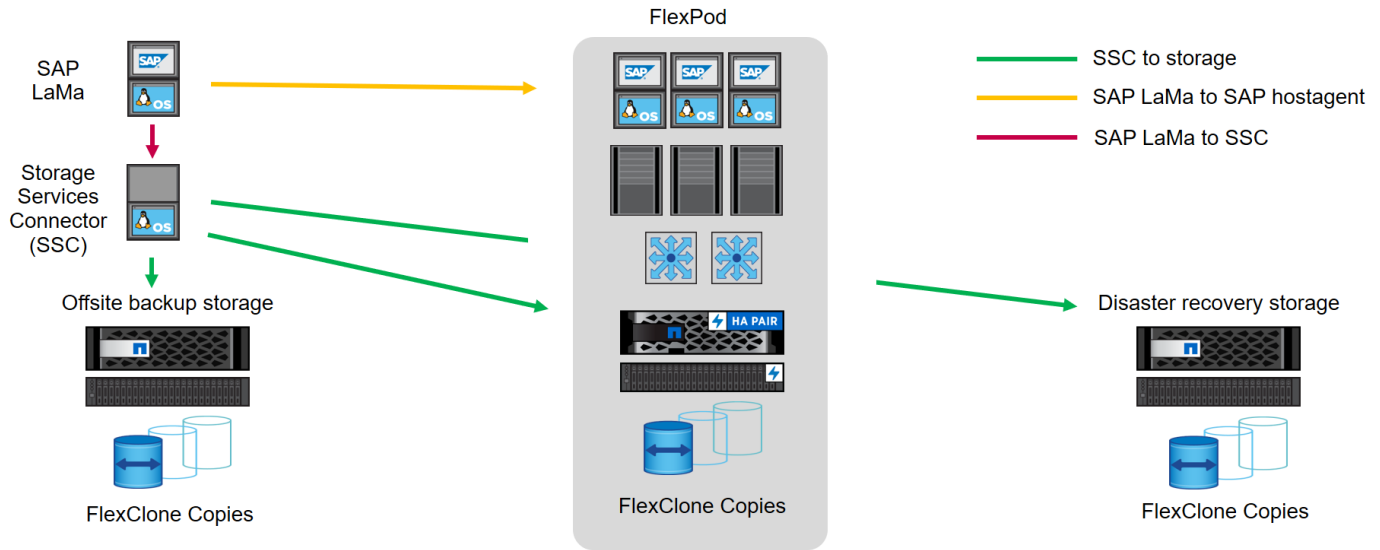 FlexPod
SAP
LaMa
SAP
OS
SAP SAP SAP
OS OS OS
SSC to storage
SAP LaMa to SAP hostagent
SAP LaMa to SSC
Storage
Services
Connector
(SSC)
OS
Offsite backup storage
HA PAIR
Disaster recovery storage
FlexClone Copies
FlexClone Copies
FlexClone Copies